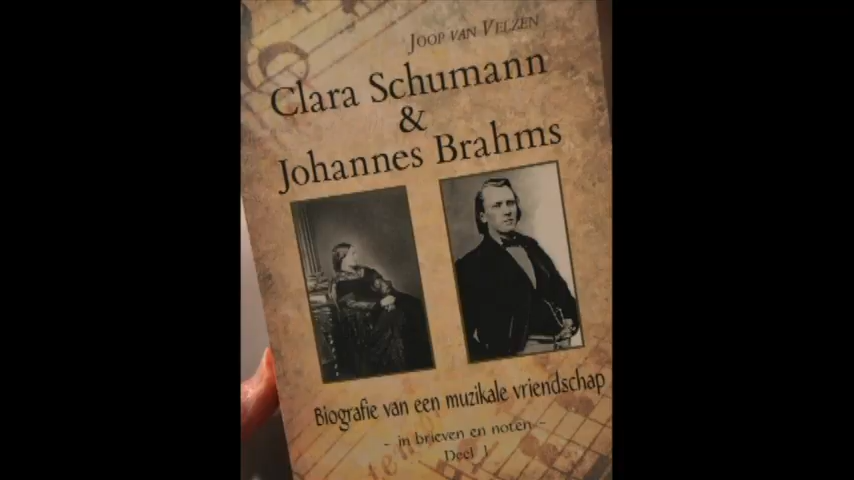 Joop van Velzen
Clara Schumann
&
Johannes Brahms
Biografie van een muzikale vriendschap
- in brieven en noten -
Deel 1